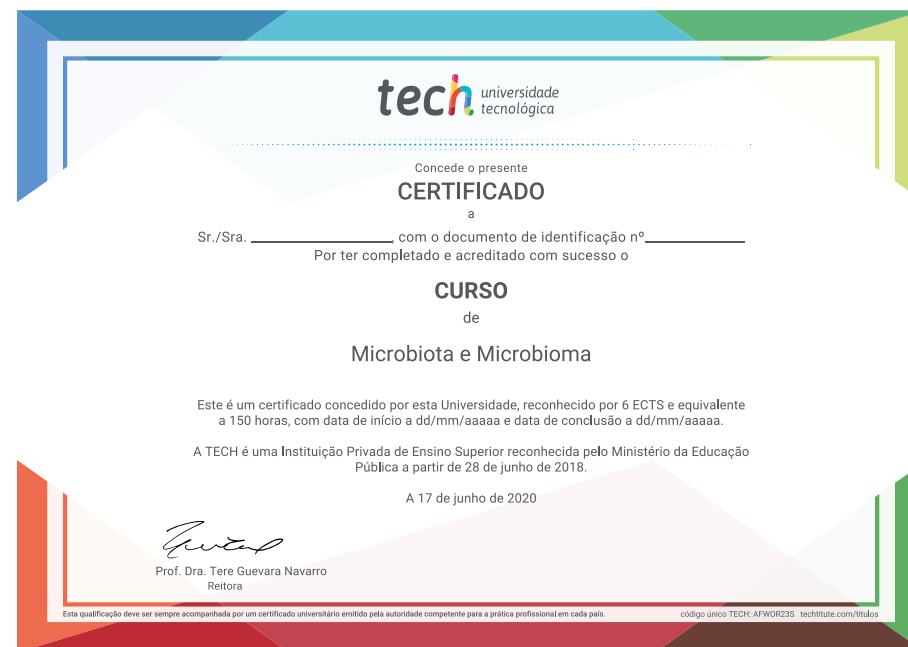 tech universidade
tecnológica
Concede o presente
CERTIFICADO
a
Sr./Sra. ____________________, com o documento de identificação nº______________
Por ter completado e acreditado com sucesso o
CURSO
de
Microbiota e Microbioma
Este é um certificado concedido por esta Universidade, reconhecido por 6 ECTS e equivalente
a 150 horas, com data de início a dd/mm/aaaaa e data de conclusão a dd/mm/aaaaa.
A TECH é uma Instituição Privada de Ensino Superior reconhecida pelo Ministério da Educação
Pública a partir de 28 de junho de 2018.
A 17 de junho de 2020
Prof. Dra. Tere Guevara Navarro
Reitora
Esta qualificação deve ser sempre acompanhada por um certificado universitário emitido pela autoridade competente para a prática profissional em cada país. código único TECH: AFWOR23S techtitute.com/titulos